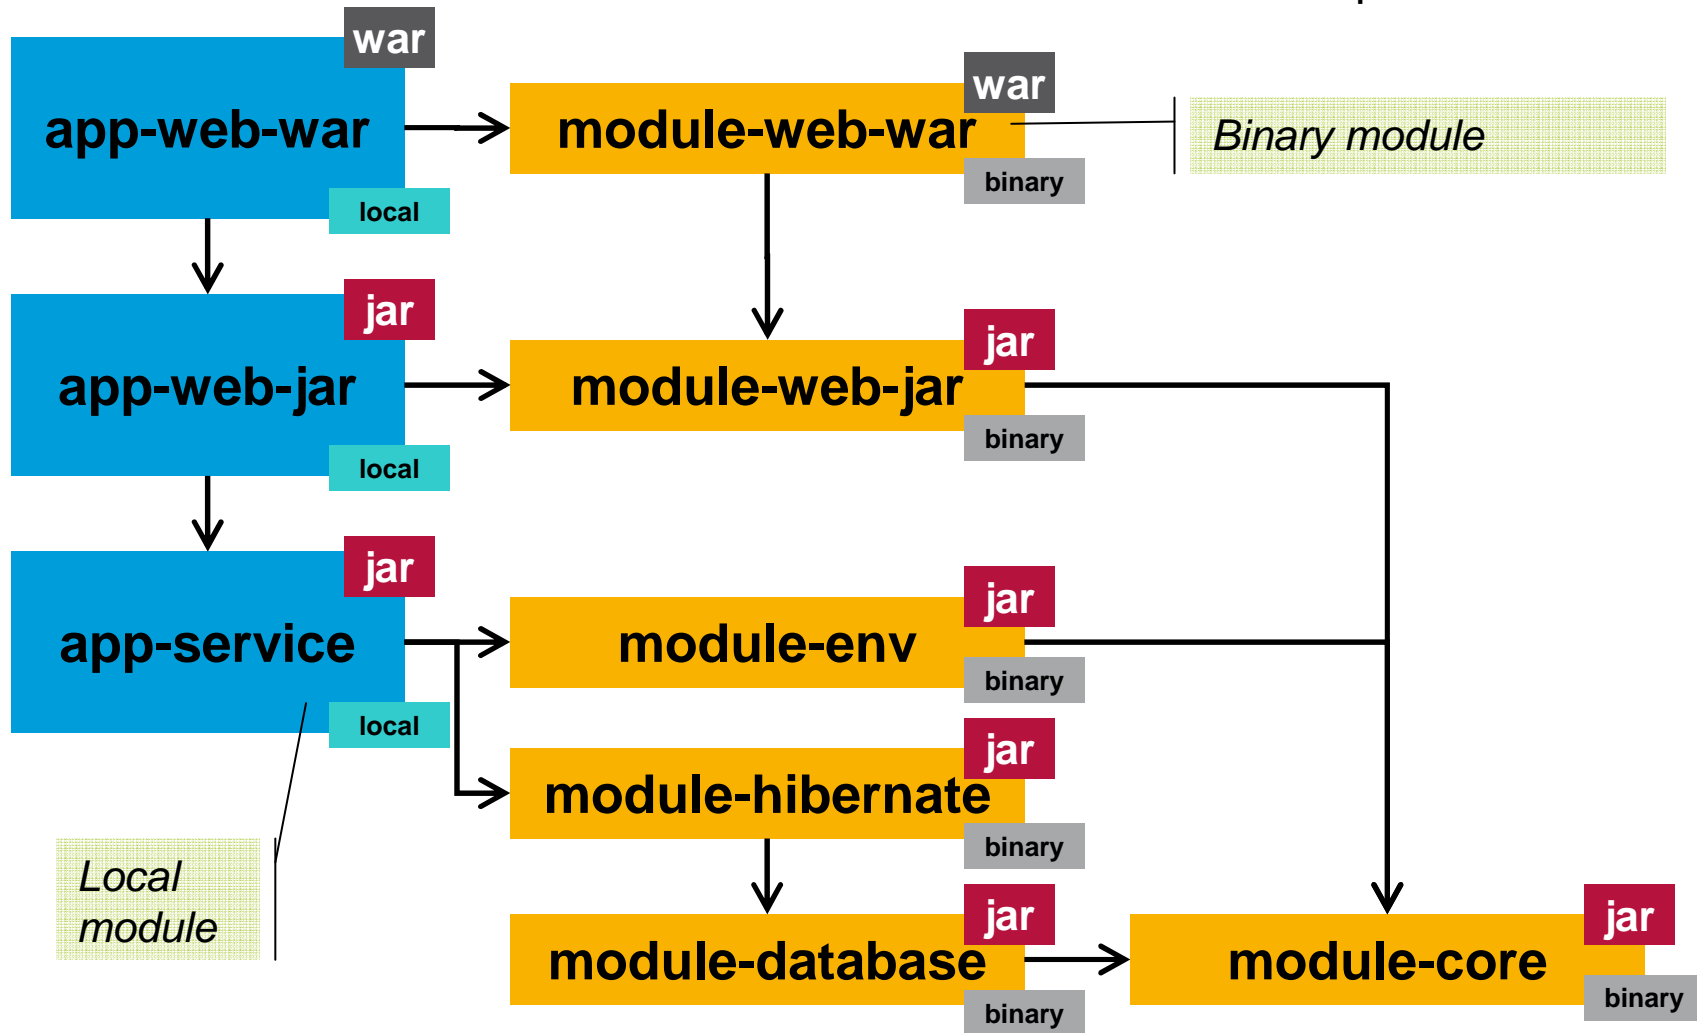 war
app-web-war
local
war
module-web-war
binary
Binary module
jar
app-web-jar
local
jar
module-web-jar
binary
jar
app-service
local
jar
module-env
binary
jar
module-hibernate
binary
Local
module
jar
module-database
binary
jar
module-core
binary